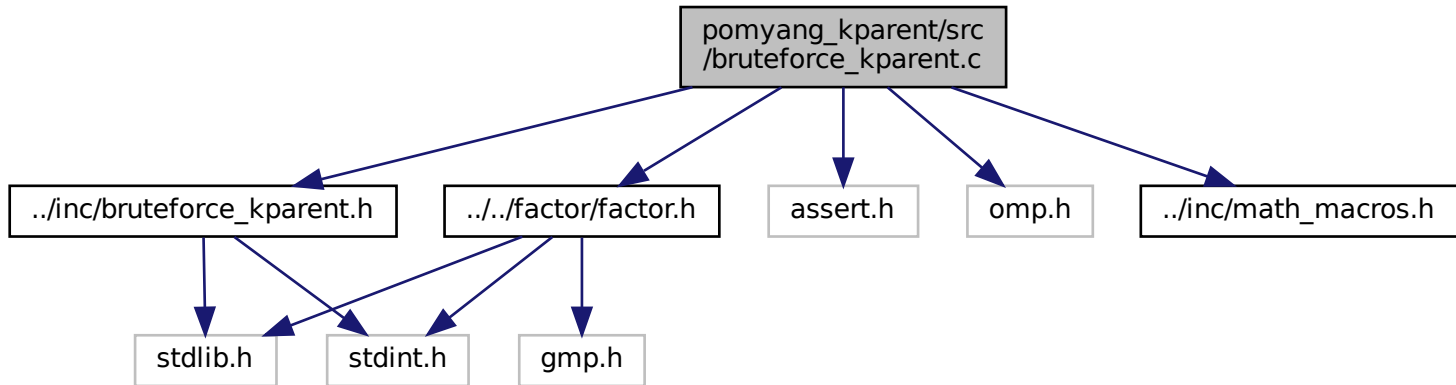 pomyang_kparent/src
/bruteforce_kparent.c
../inc/bruteforce_kparent.h
../../factor/factor.h
assert.h
omp.h
../inc/math_macros.h
stdlib.h
stdint.h
gmp.h